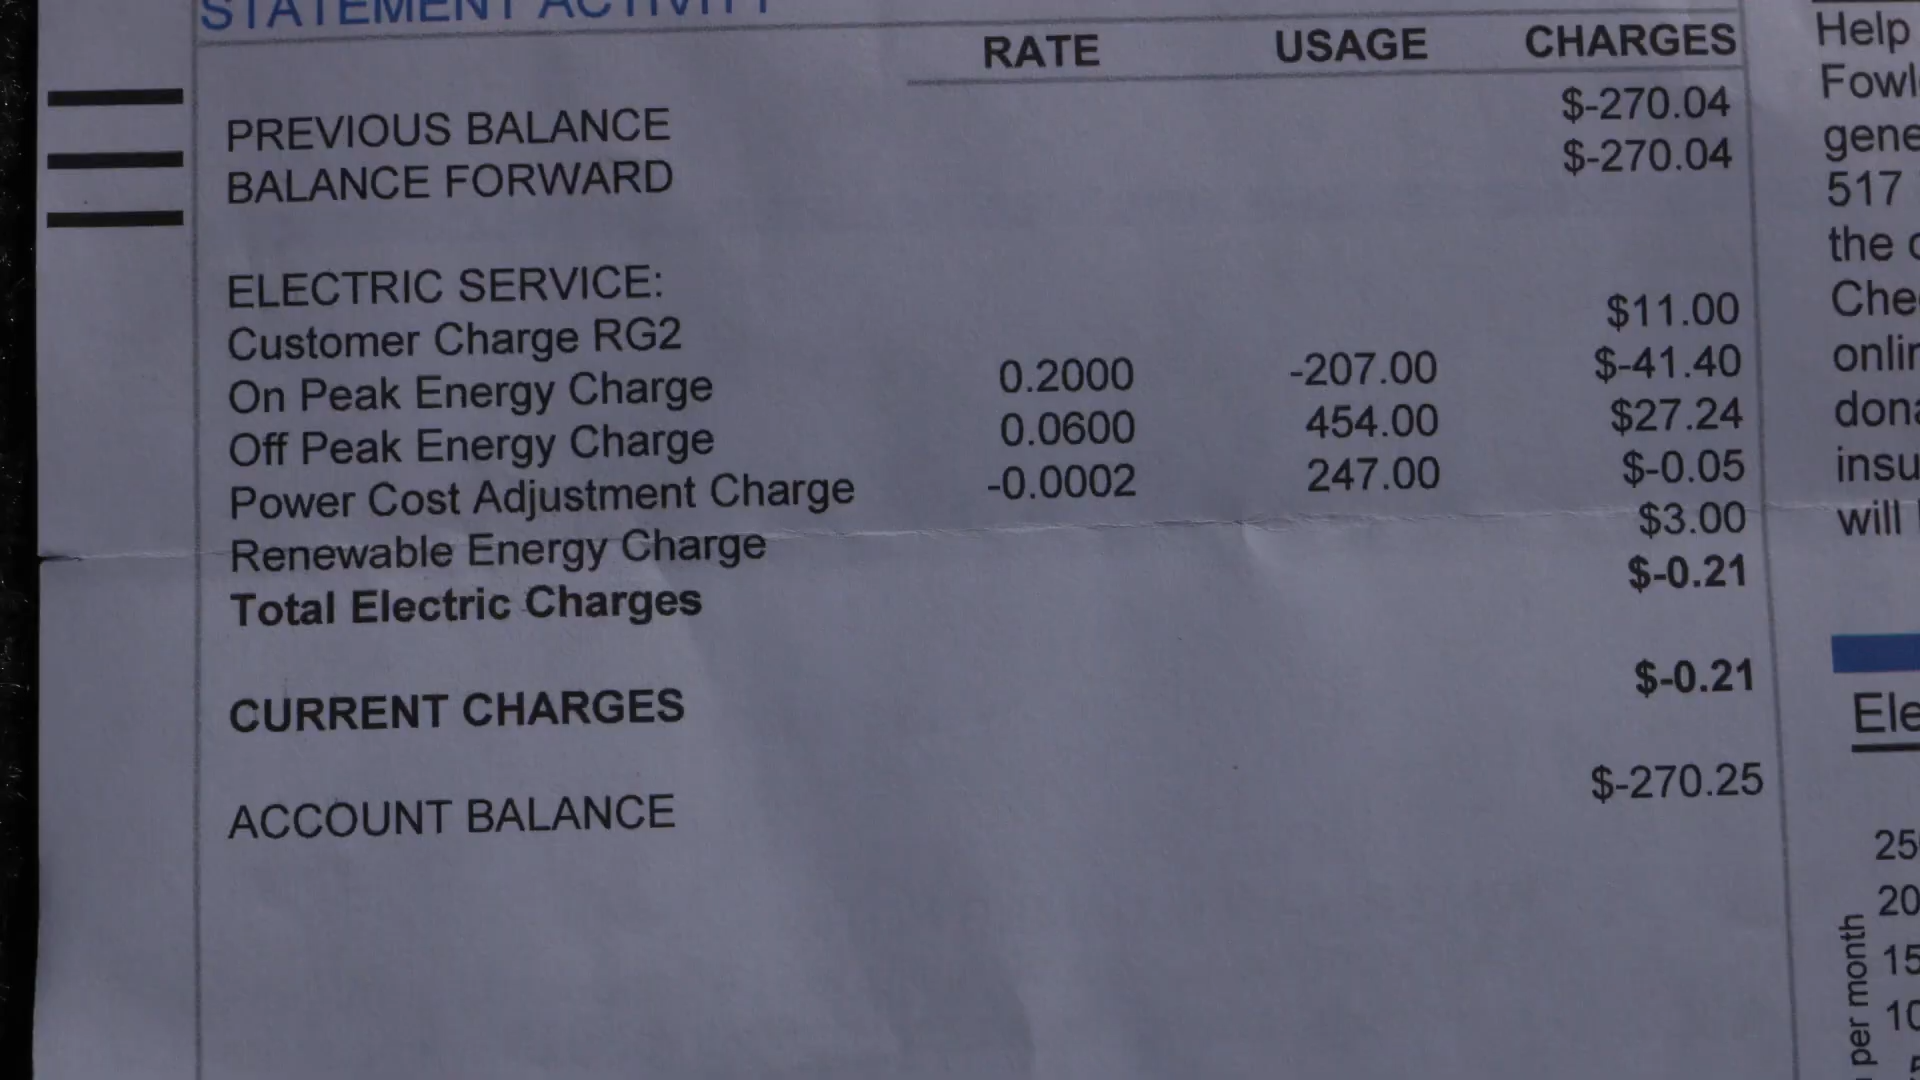 STATEMENT ACTIVITY
RATE USAGE CHARGES
PREVIOUS BALANCE $-270.04
BALANCE FORWARD $-270.04
ELECTRIC SERVICE:
Customer Charge RG2 $11.00
On Peak Energy Charge 0.2000 -207.00 $-41.40
Off Peak Energy Charge 0.0600 454.00 $27.24
Power Cost Adjustment Charge -0.0002 247.00 $-0.05
Renewable Energy Charge $3.00
Total Electric Charges $-0.21
CURRENT CHARGES $-0.21
ACCOUNT BALANCE $-270.25
Help
Fowl
gene
517
the
Che
onlin
dona
insu
will
Ele
25
20
15
10
per month